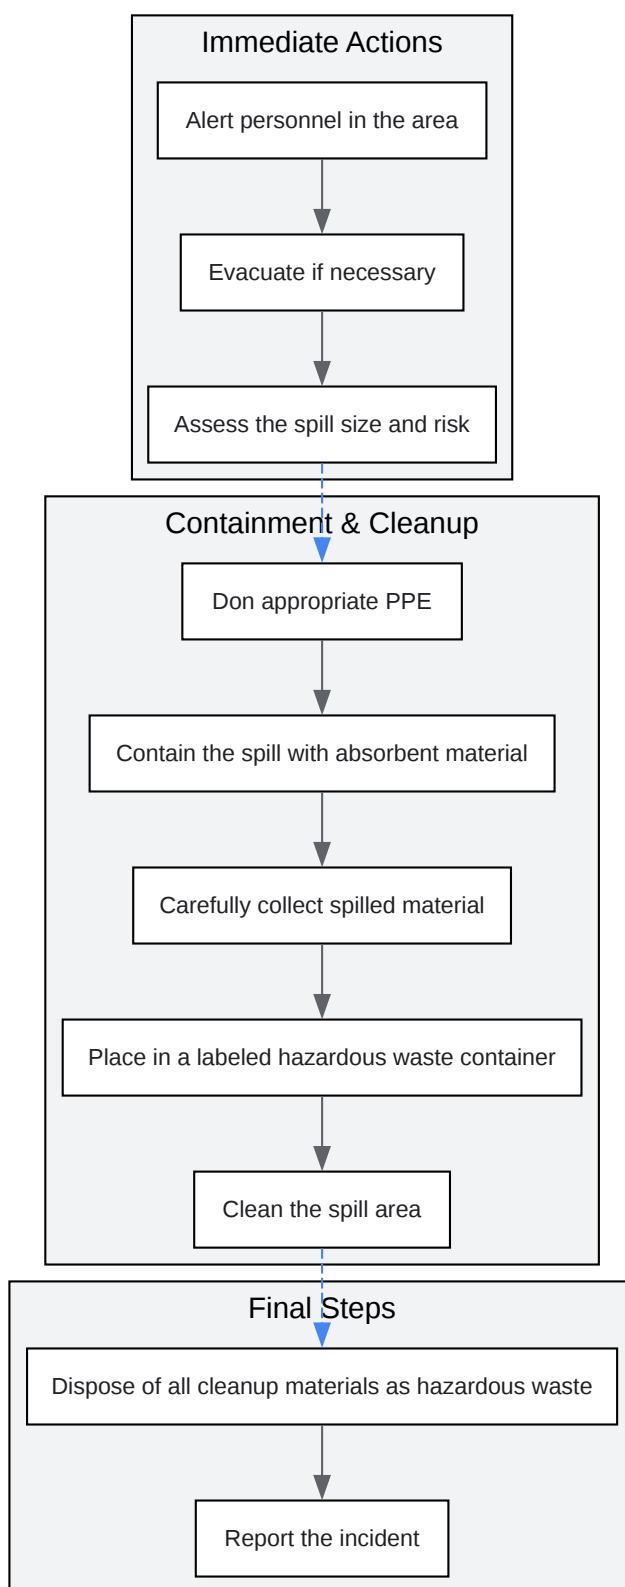 Immediate Actions
Alert personnel in the area
Evacuate if necessary
Assess the spill size and risk
Containment & Cleanup
Don appropriate PPE
Contain the spill with absorbent material
Carefully collect spilled material
Place in a labeled hazardous waste container
Clean the spill area
Final Steps
Dispose of all cleanup materials as hazardous waste
Report the incident